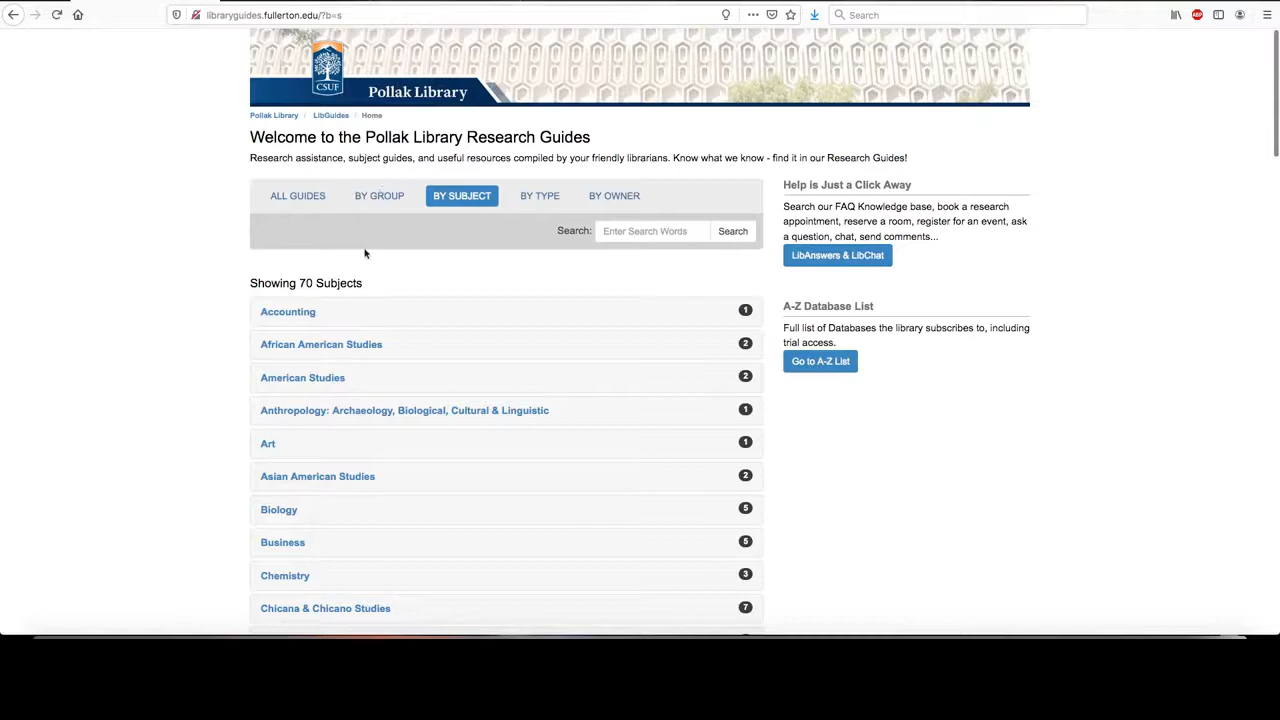 libraryguides.fullerton.edu/?b=s
Search
CSUF
Pollak Library
Pollak Library / LibGuides / Home
Welcome to the Pollak Library Research Guides
Research assistance, subject guides, and useful resources compiled by your friendly librarians. Know what we know - find it in our Research Guides!
ALL GUIDES BY GROUP BY SUBJECT BY TYPE BY OWNER
Search: Enter Search Words Search
Showing 70 Subjects
Accounting 1
African American Studies 2
American Studies 2
Anthropology: Archaeology, Biological, Cultural & Linguistic 1
Art 1
Asian American Studies 2
Biology 5
Business 5
Chemistry 3
Chicana & Chicano Studies 7
Help is Just a Click Away
Search our FAQ Knowledge base, book a research
appointment, reserve a room, register for an event, ask
a question, chat, send comments...
LibAnswers & LibChat
A-Z Database List
Full list of Databases the library subscribes to, including
trial access.
Go to A-Z List
ABP